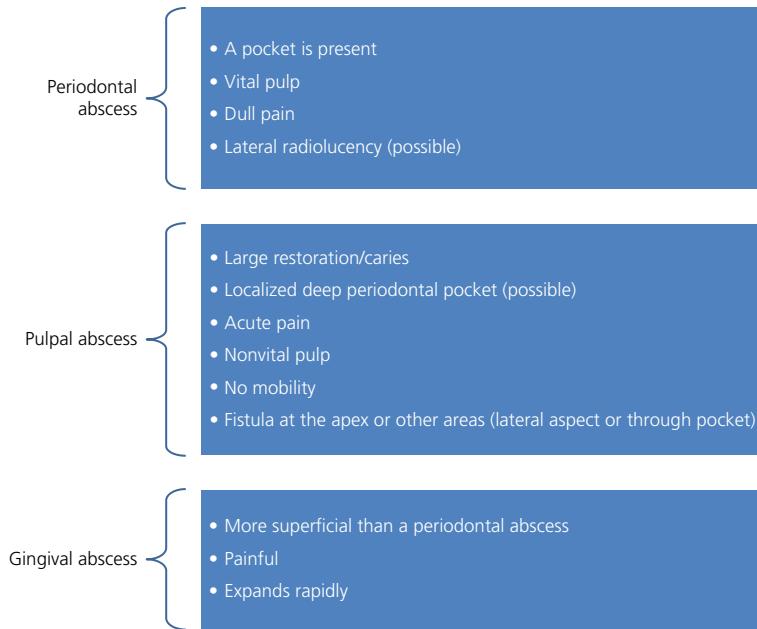 Periodontal
abscess
• A pocket is present
• Vital pulp
• Dull pain
• Lateral radiolucency (possible)
Pulpal abscess
• Large restoration/caries
• Localized deep periodontal pocket (possible)
• Acute pain
• Nonvital pulp
• No mobility
• Fistula at the apex or other areas (lateral aspect or through pocket)
Gingival abscess
• More superficial than a periodontal abscess
• Painful
• Expands rapidly